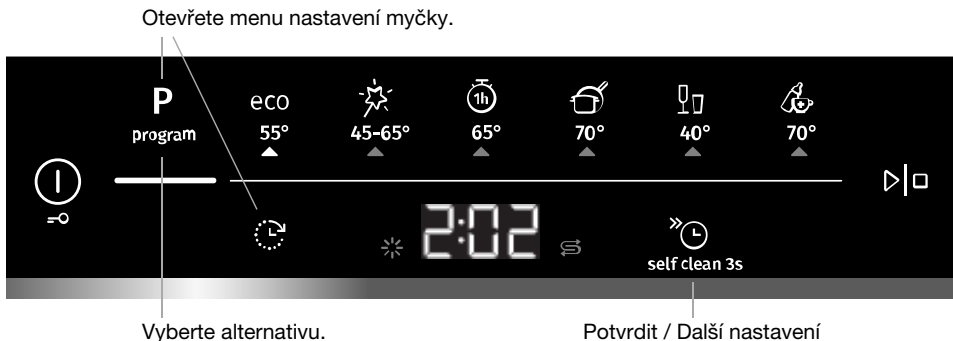 Otevřete menu nastavení myčky.
P eco 1h
program 55° 45-65° 65° 70° 40° 70°
2:02
self clean 3s
Vyberte alternativu. Potvrdit / Další nastavení